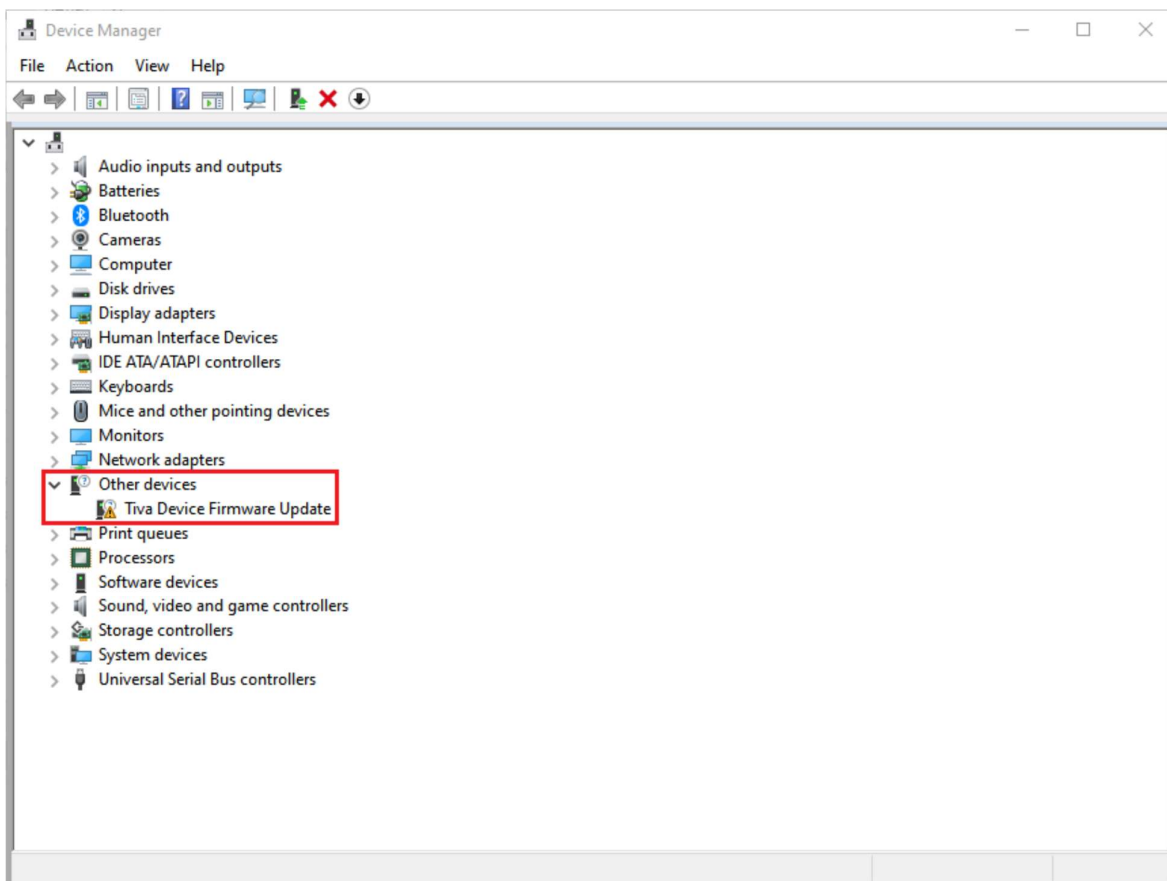 Device Manager
File Action View Help
Audio inputs and outputs
Batteries
Bluetooth
Cameras
Computer
Disk drives
Display adapters
Human Interface Devices
IDE ATA/ATAPI controllers
Keyboards
Mice and other pointing devices
Monitors
Network adapters
Other devices
Tiva Device Firmware Update
Print queues
Processors
Software devices
Sound, video and game controllers
Storage controllers
System devices
Universal Serial Bus controllers